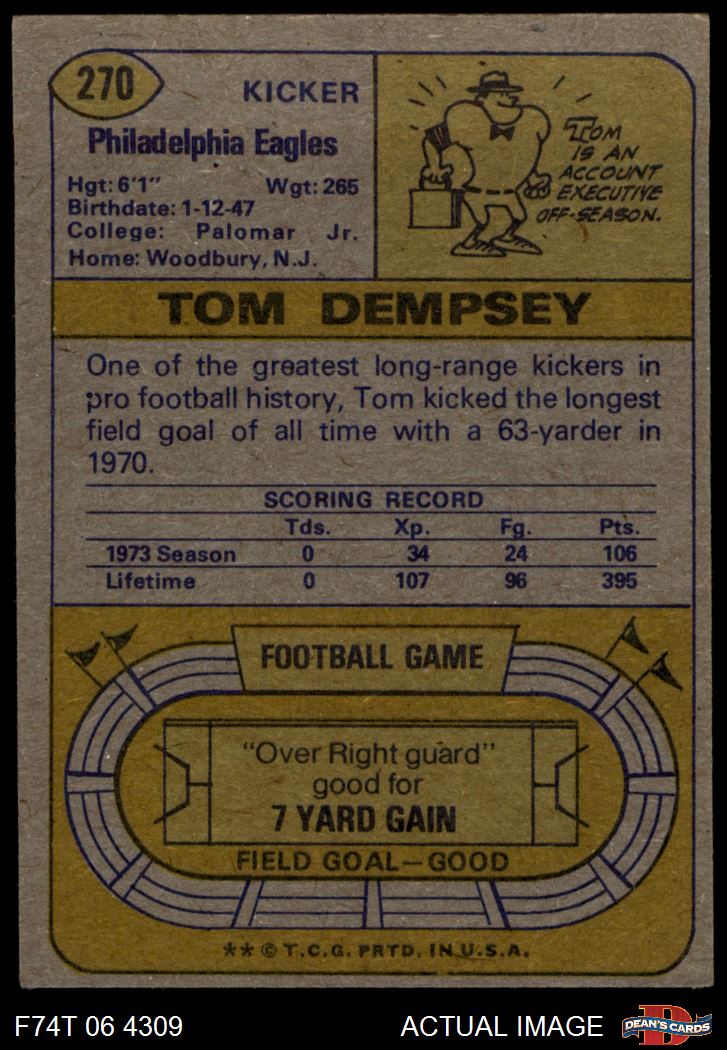 270
KICKER
Philadelphia Eagles
Hgt: 6'1" Wgt: 265
Birthdate: 1-12-47
College: Palomar Jr.
Home: Woodbury, N.J.
TOM
IS AN
ACCOUNT
EXECUTIVE
OFF-SEASON.
TOM DEMPSEY
One of the greatest long-range kickers in
pro football history, Tom kicked the longest
field goal of all time with a 63-yarder in
1970.
SCORING RECORD
Tds. Xp. Fg. Pts.
1973 Season 0 34 24 106
Lifetime 0 107 96 395
FOOTBALL GAME
"Over Right guard"
good for
7 YARD GAIN
FIELD GOAL—GOOD
** © T.C.G. PRTD. IN U.S.A.
F74T 06 4309 ACTUAL IMAGE
D
DEAN'S CARDS